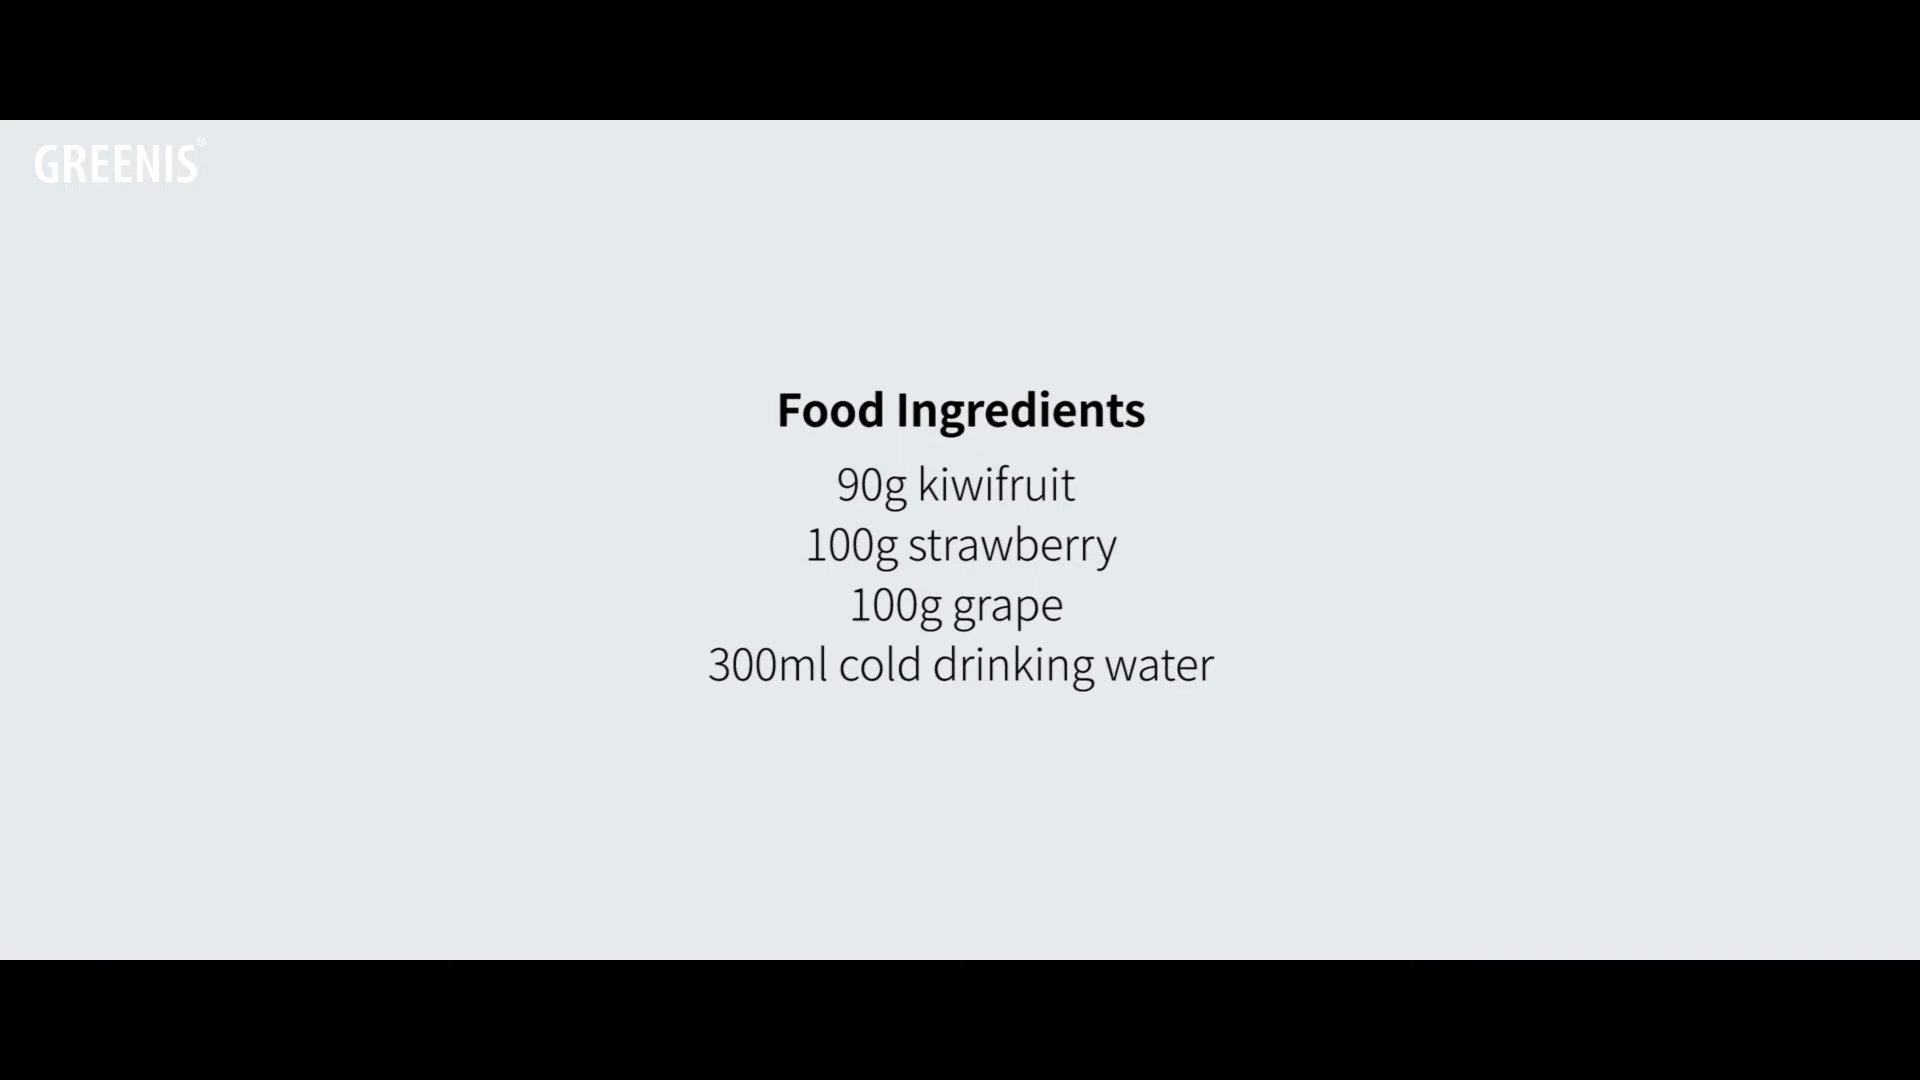 GREENIS®
Food Ingredients
90g kiwifruit
100g strawberry
100g grape
300ml cold drinking water